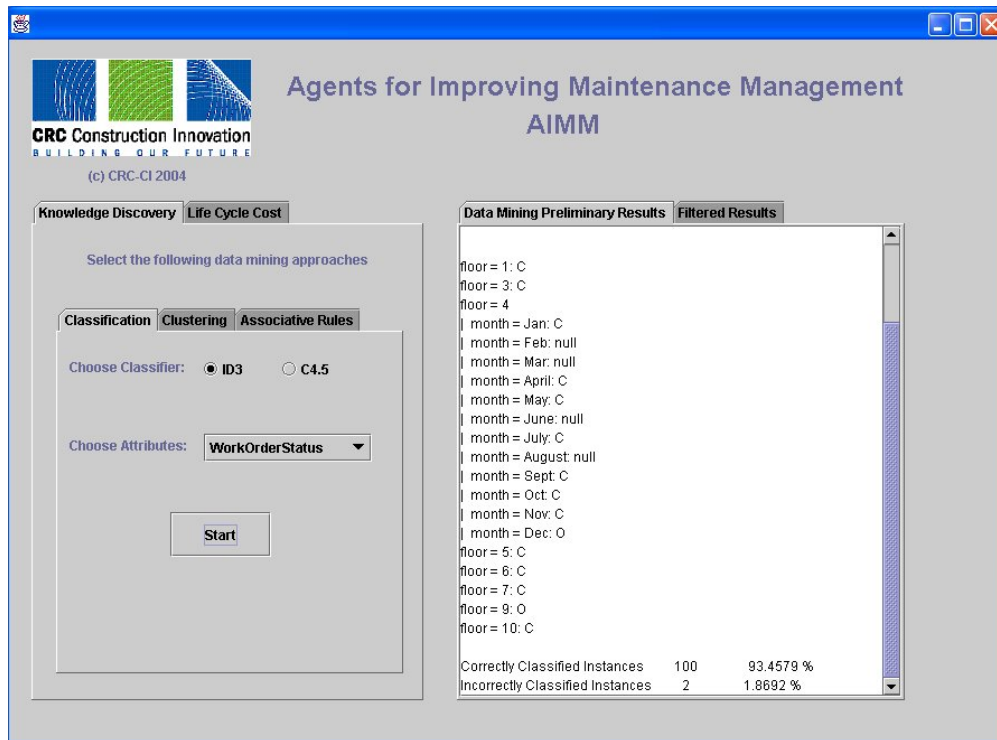 Agents for Improving Maintenance Management
AIMM
CRC Construction Innovation
BUILDING OUR FUTURE
(c) CRC-CI 2004
Knowledge Discovery Life Cycle Cost
Select the following data mining approaches
Classification Clustering Associative Rules
Choose Classifier: ID3 C4.5
Choose Attributes: WorkOrderStatus
Start
Data Mining Preliminary Results Filtered Results
floor = 1: C
floor = 3: C
floor = 4
| month = Jan: C
| month = Feb: null
| month = Mar: null
| month = April: C
| month = May: C
| month = June: null
| month = July: C
| month = August: null
| month = Sept: C
| month = Oct: C
| month = Nov: C
| month = Dec: O
floor = 5: C
floor = 6: C
floor = 7: C
floor = 9: O
floor = 10: C
Correctly Classified Instances 100 93.4579 %
Incorrectly Classified Instances 2 1.8692 %